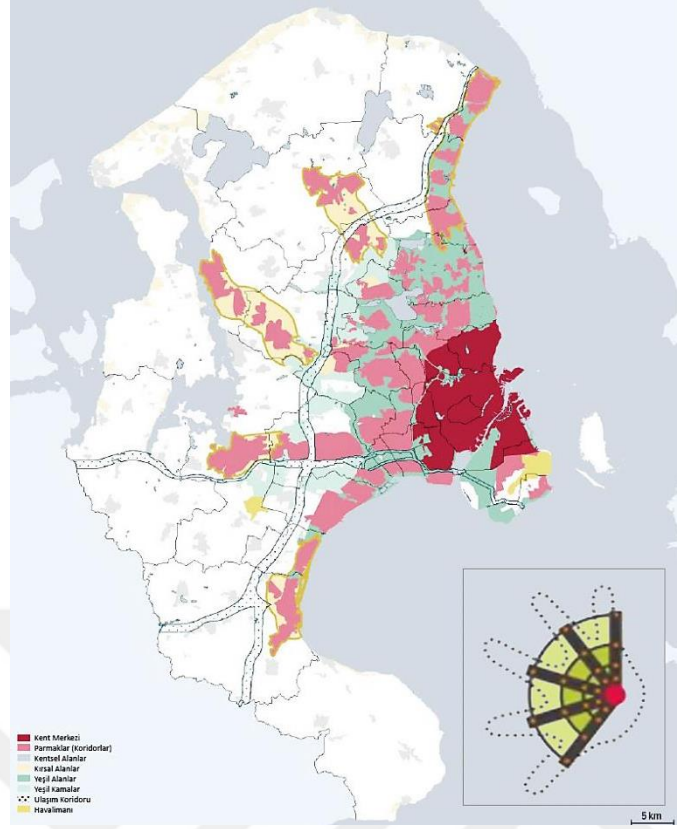 Kent Merkezi
Parmaklar (Koridorlar)
Kentsel Alanlar
Kırsal Alanlar
Yeşil Alanlar
Yeşil Kamalar
Ulaşım Koridoru
Havalimanı
5 km